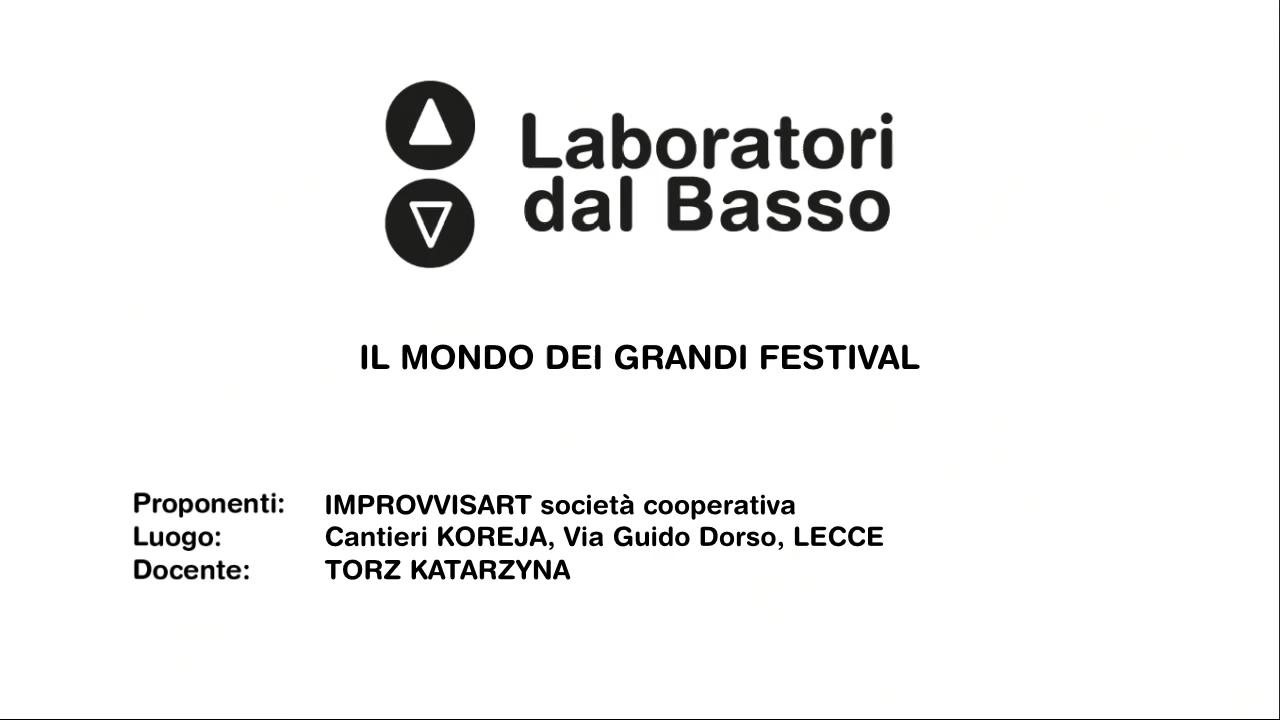 Laboratori
dal Basso
IL MONDO DEI GRANDI FESTIVAL
Proponenti: IMPROVVISART società cooperativa
Luogo: Cantieri KOREJA, Via Guido Dorso, LECCE
Docente: TORZ KATARZYNA